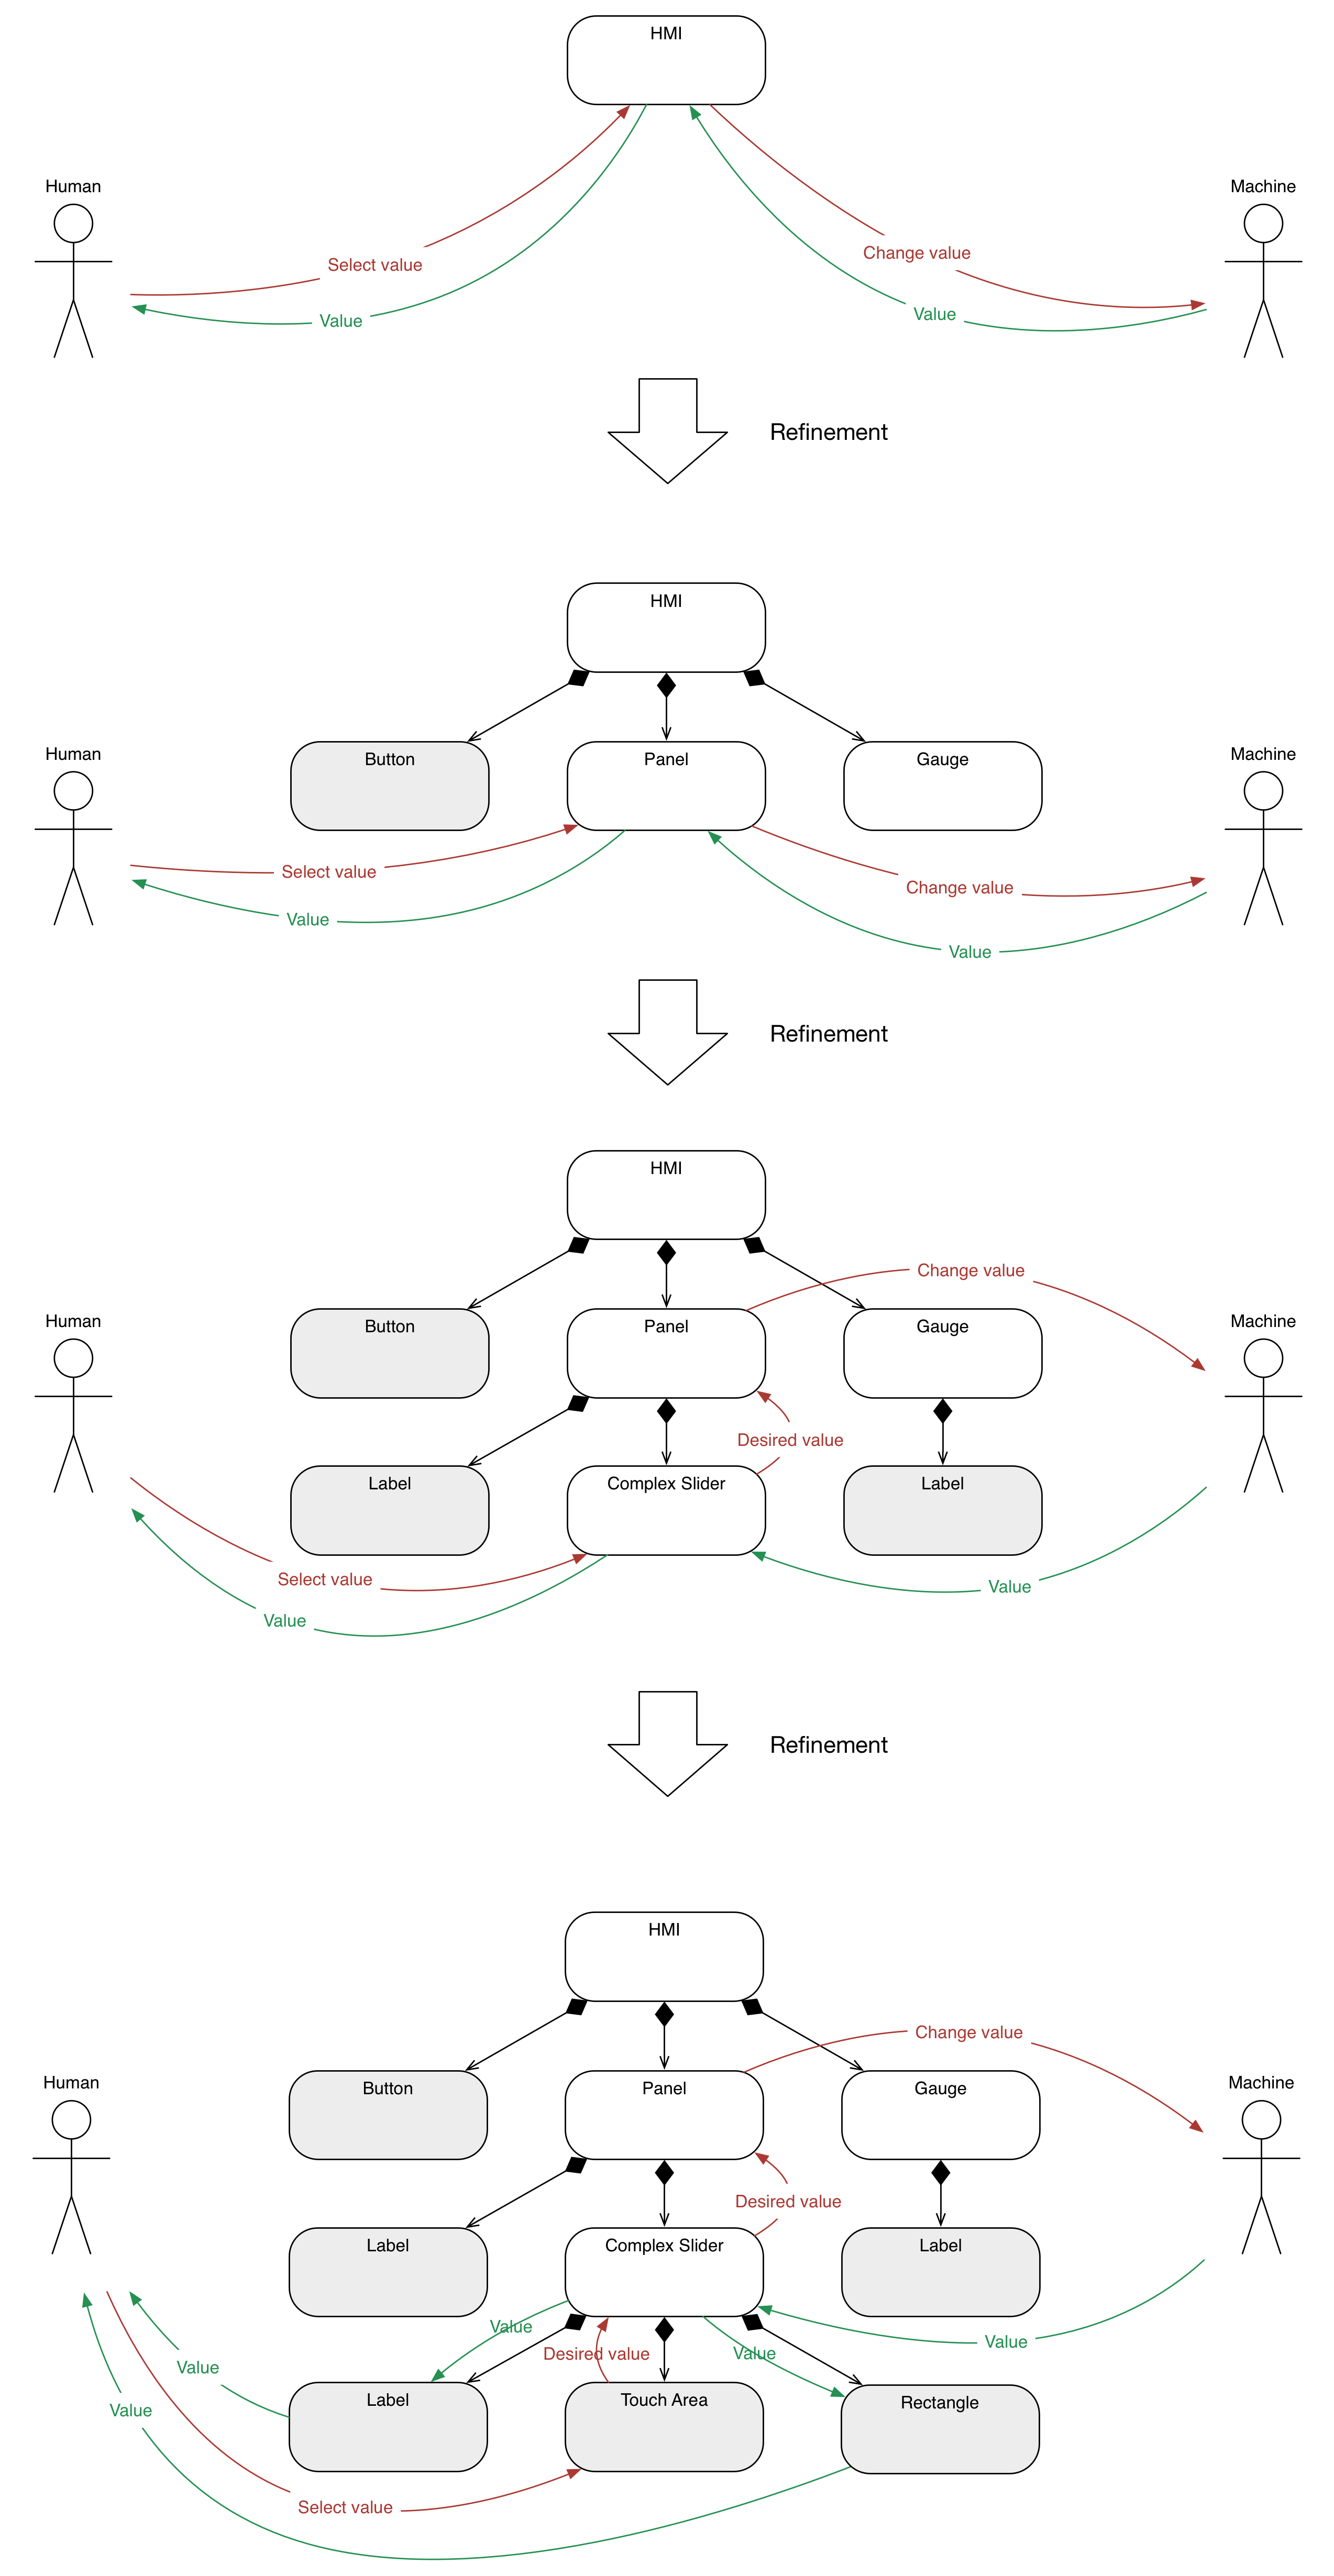 HMI
Human
Machine
Select value
Change value
Value
Value
Refinement
HMI
Human
Button
Panel
Gauge
Machine
Select value
Change value
Value
Value
Refinement
HMI
Change value
Human
Button
Panel
Gauge
Machine
Desired value
Label
Complex Slider
Label
Select value
Value
Value
Refinement
HMI
Change value
Human
Button
Panel
Gauge
Machine
Desired value
Label
Complex Slider
Label
Value
Value
Desired value
Value
Value
Label
Touch Area
Rectangle
Value
Select value